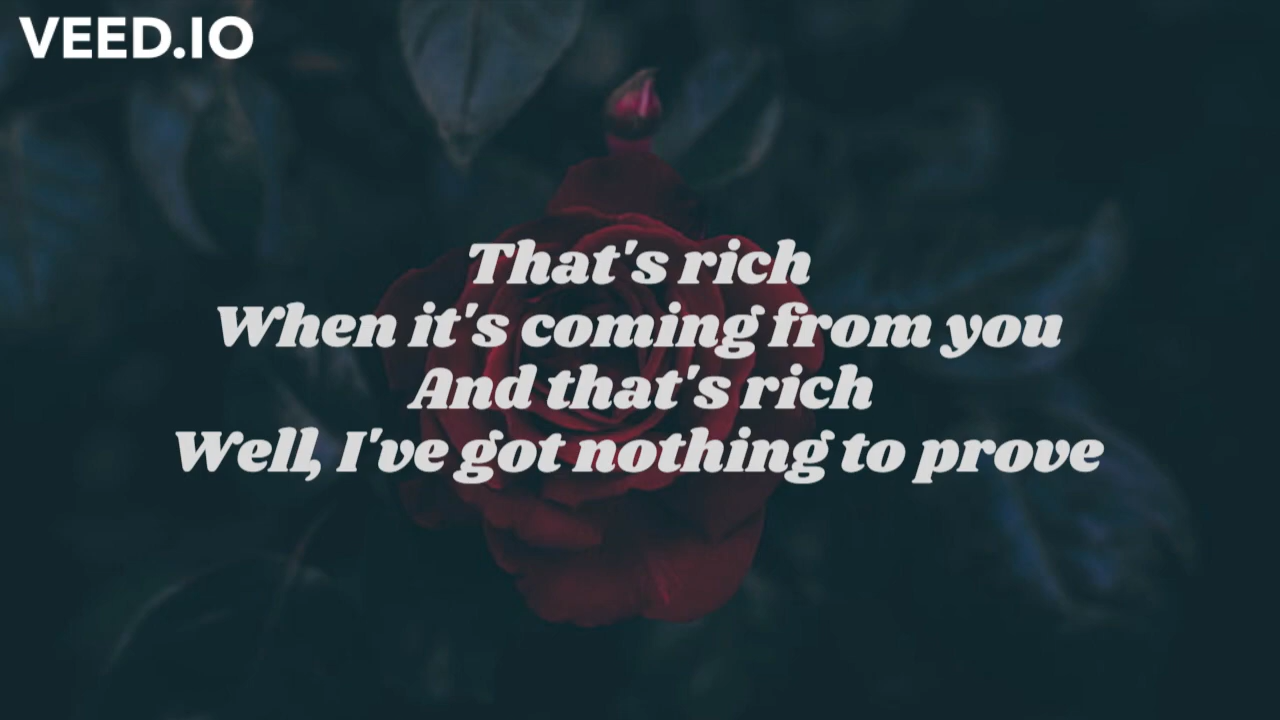 VEED.IO
That's rich
When it's coming from you
And that's rich
Well, I've got nothing to prove